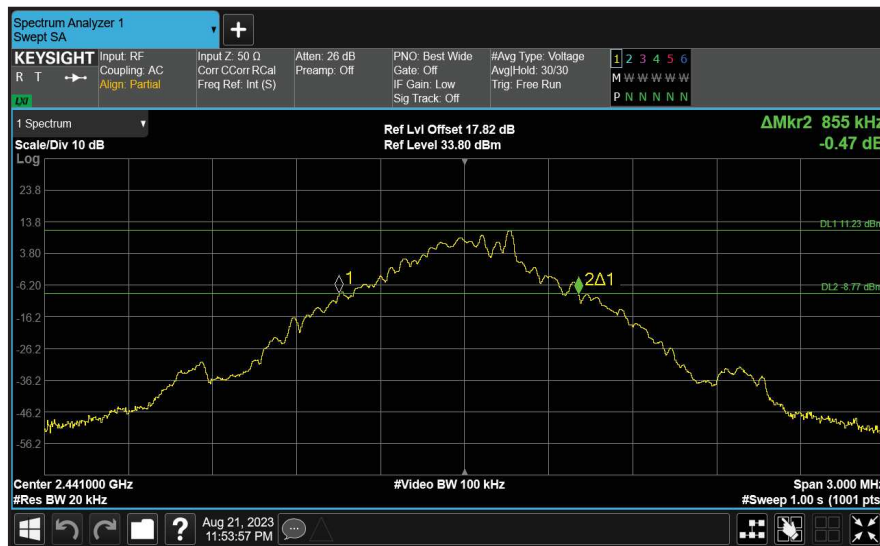 Spectrum Analyzer 1
Swept SA
+
KEYSIGHT Input: RF Input Z: 50 Ω Atten: 26 dB PNO: Best Wide #Avg Type: Voltage 1 2 3 4 5 6
R T Coupling: AC Corr CCorr RCal Preamp: Off Gate: Off Avg|Hold: 30/30 M W W W W W W
Align: Partial Freq Ref: Int (S) IF Gain: Low Trig: Free Run
LXI Sig Track: Off P N N N N N
1 Spectrum
Ref Lvl Offset 17.82 dB ΔMkr2 855 kHz
Scale/Div 10 dB Ref Level 33.80 dBm -0.47 dB
Log
23.8
13.8 DL1 11.23 dBm
3.80
-6.20 1 2Δ1 DL2 -8.77 dBm
-16.2
-26.2
-36.2
-46.2
-56.2
Center 2.441000 GHz #Video BW 100 kHz Span 3.000 MHz
#Res BW 20 kHz #Sweep 1.00 s (1001 pts
? Aug 21, 2023
11:53:57 PM